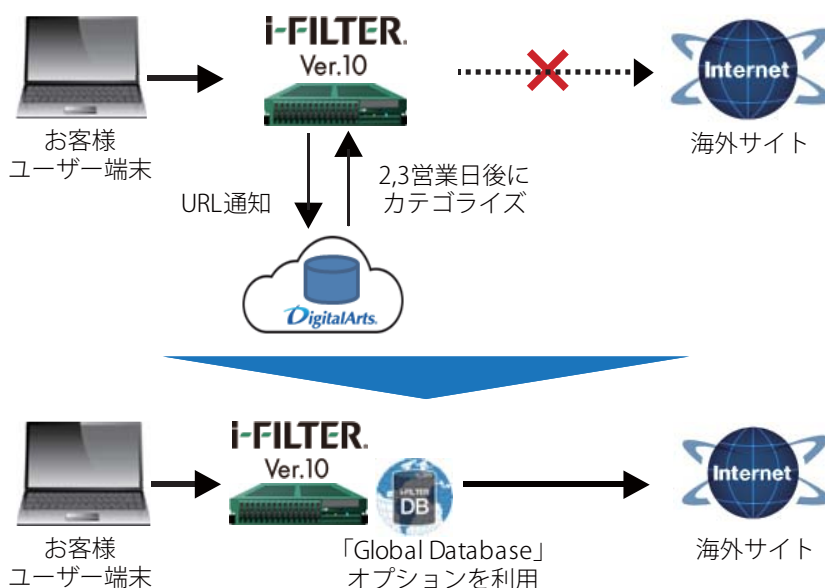 i-FILTER.
Ver.10
Internet
お客様
ユーザー端末
海外サイト
URL通知
2,3営業日後に
カテゴライズ
DigitalArts.
i-FILTER.
Ver.10
i-FILTER
DB
Internet
お客様
ユーザー端末
「Global Database」
オプションを利用
海外サイト